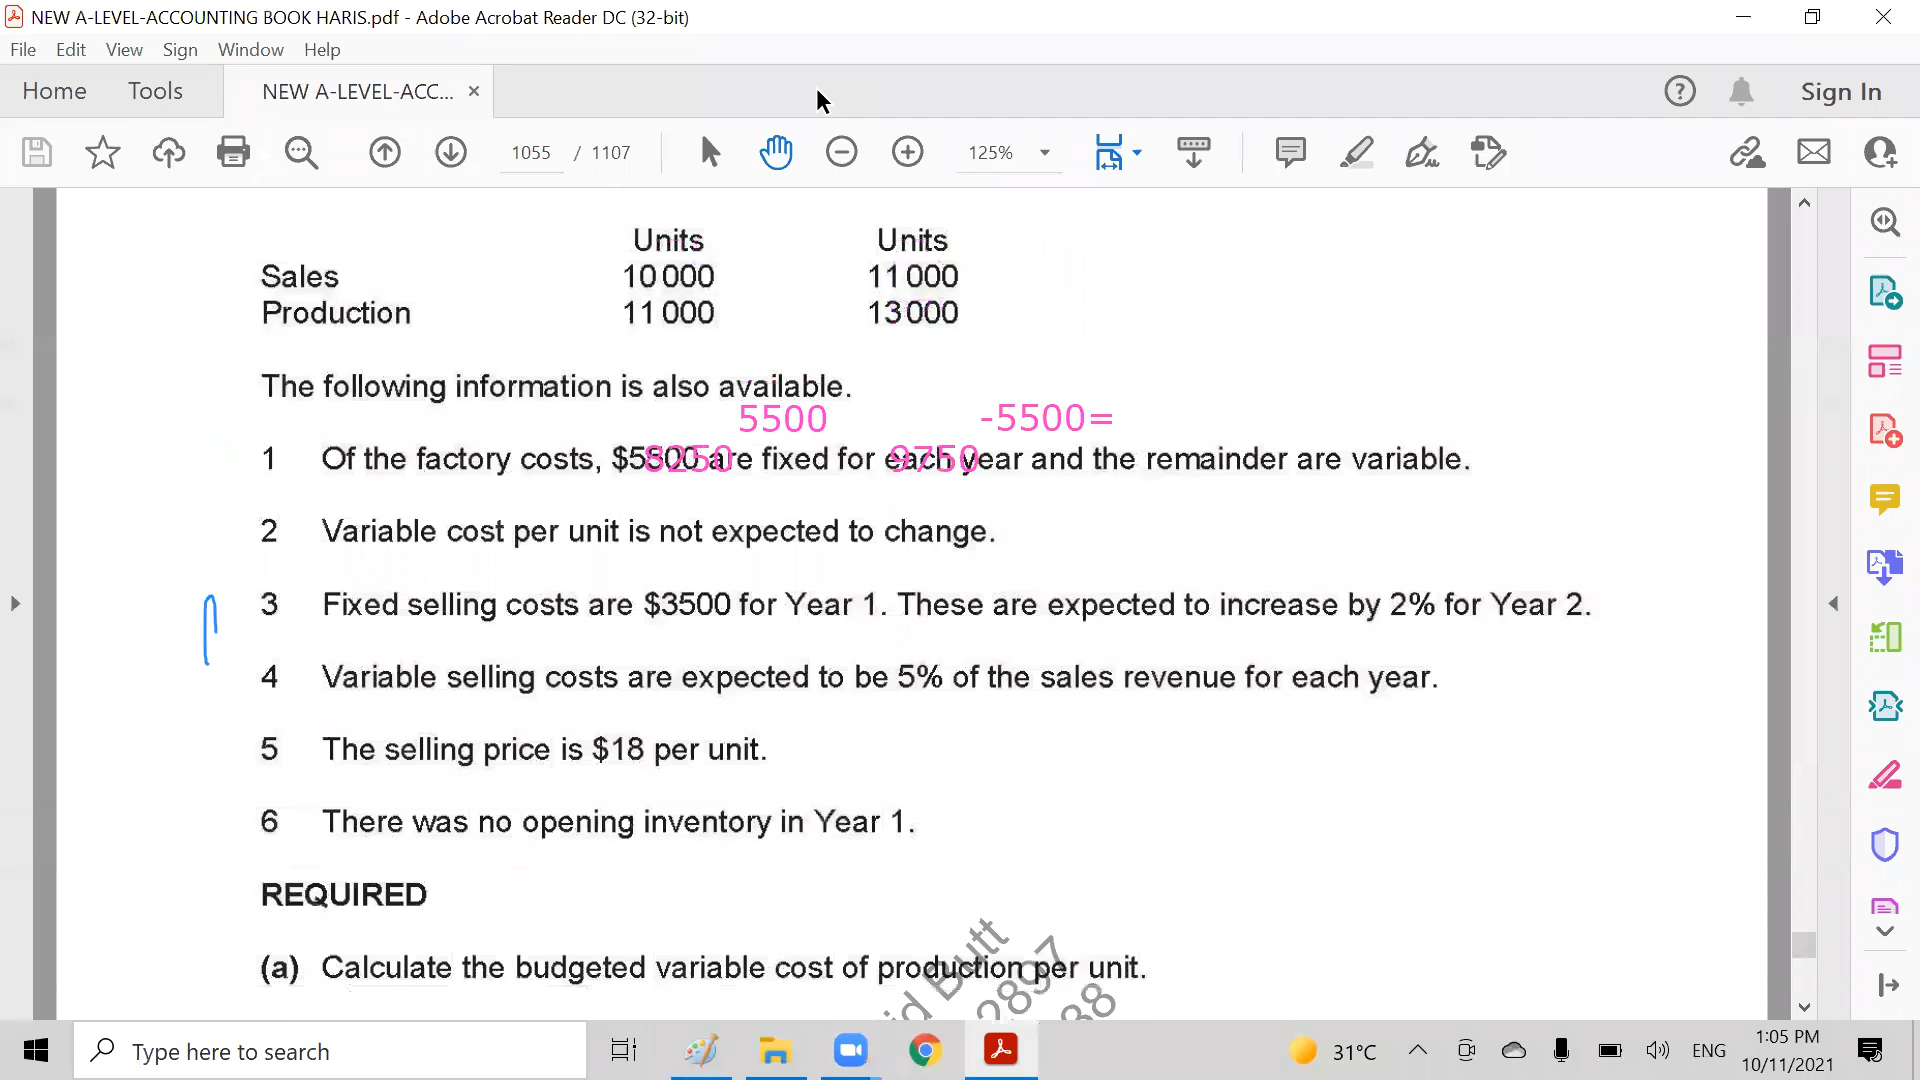 NEW A-LEVEL-ACCOUNTING BOOK HARIS.pdf - Adobe Acrobat Reader DC (32-bit)
File Edit View Sign Window Help
Home Tools NEW A-LEVEL-ACC... × Sign In
1055 / 1107 125%
Units Units
Sales 10 000 11 000
Production 11 000 13 000
The following information is also available.
5500 -5500=
1 Of the factory costs, $5500 are fixed for each year and the remainder are variable.
8250 9750
2 Variable cost per unit is not expected to change.
3 Fixed selling costs are $3500 for Year 1. These are expected to increase by 2% for Year 2.
4 Variable selling costs are expected to be 5% of the sales revenue for each year.
5 The selling price is $18 per unit.
6 There was no opening inventory in Year 1.
REQUIRED
(a) Calculate the budgeted variable cost of production per unit.
Butt
2897
88
Type here to search
31°C ENG 1:05 PM
10/11/2021